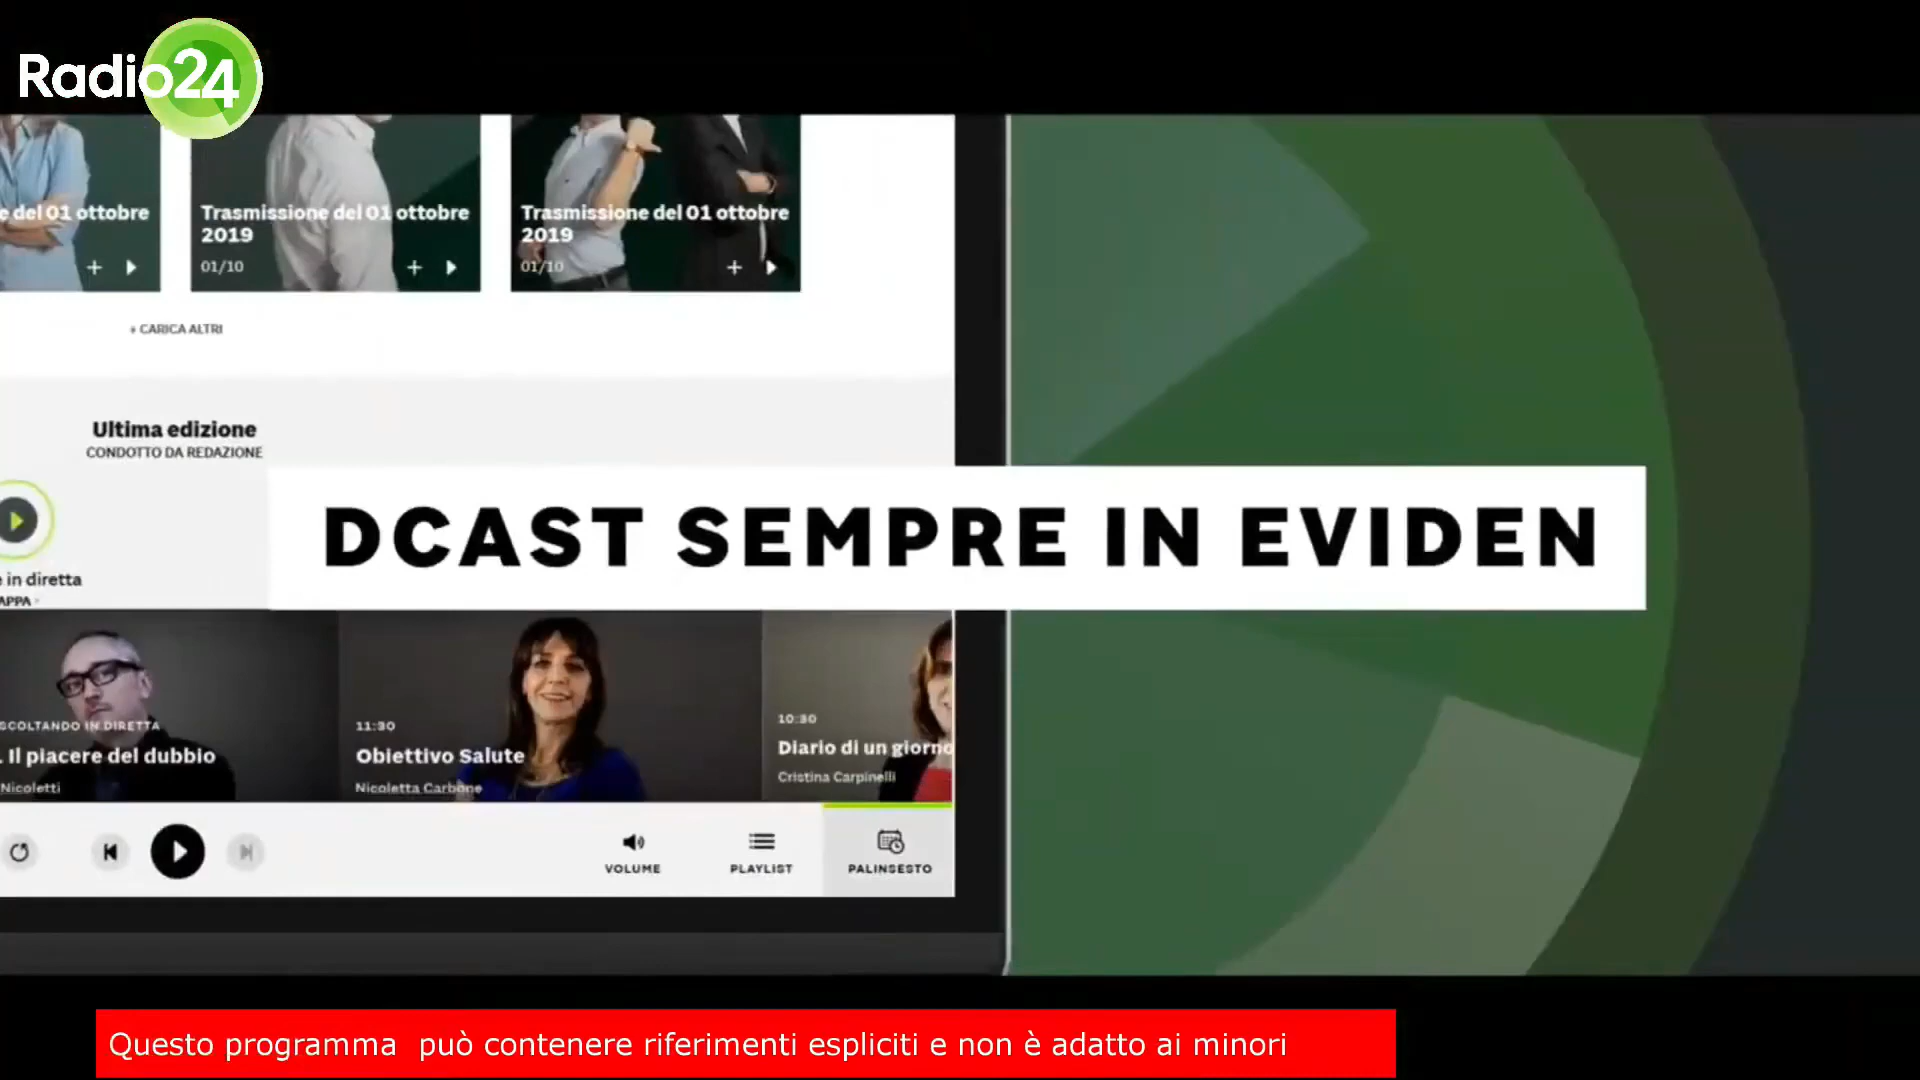 Radio24
e del 01 ottobre
Trasmissione del 01 ottobre
2019
01/10
Trasmissione del 01 ottobre
2019
01/10
+ CARICA ALTRI
Ultima edizione
CONDOTTO DA REDAZIONE
DCAST SEMPRE IN EVIDEN
e in diretta
APPA
SCOLTANDO IN DIRETTA
. Il piacere del dubbio
Nicoletti
11:30
Obiettivo Salute
Nicoletta Carbone
10:30
Diario di un giorno
Cristina Carpinelli
VOLUME
PLAYLIST
PALINSESTO
Questo programma  può contenere riferimenti espliciti e non è adatto ai minori